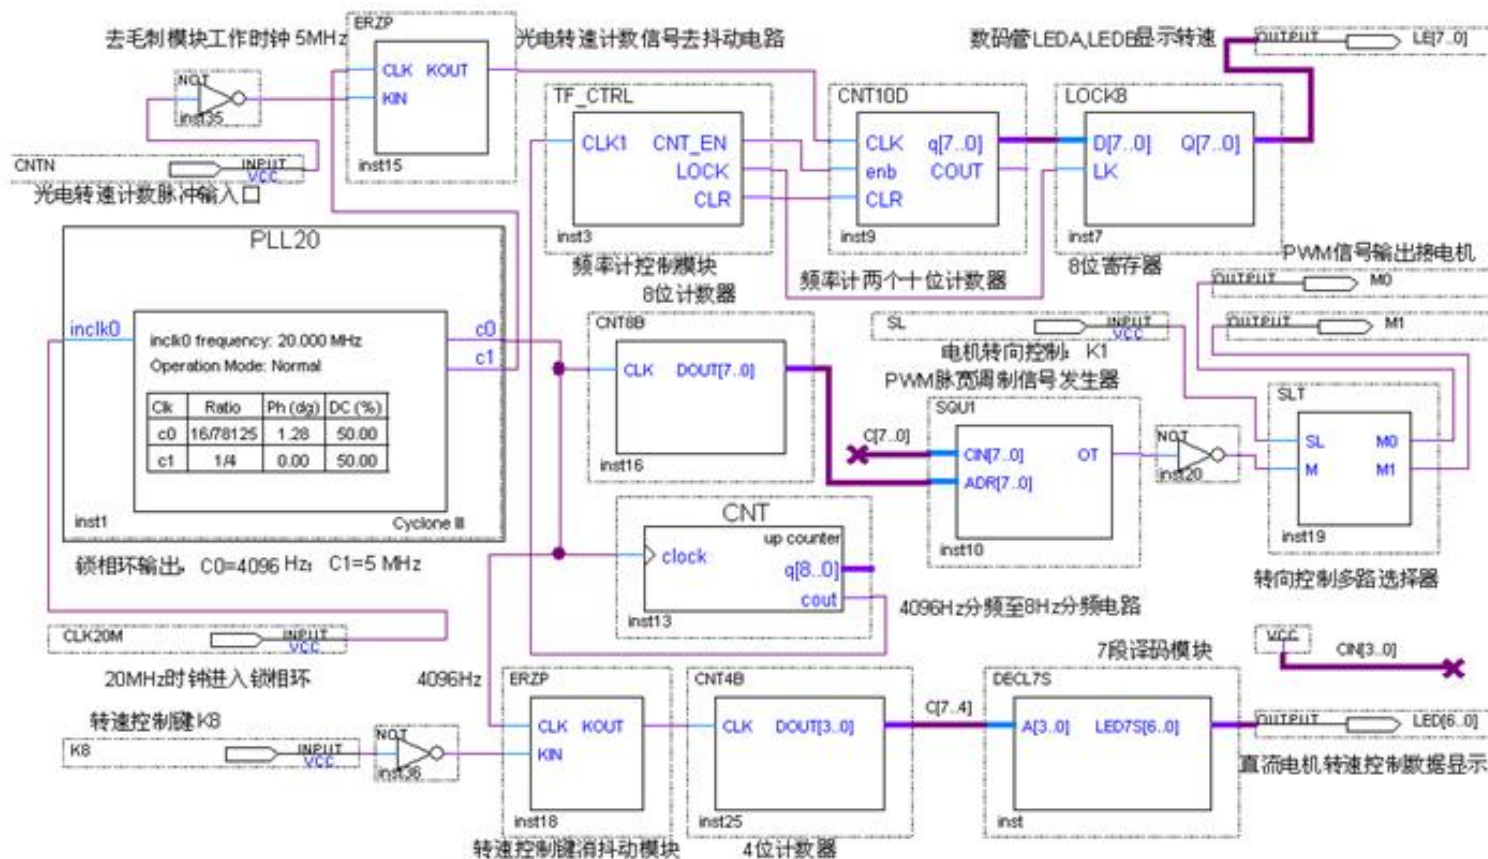 ERZP
去毛刺模块工作时钟 5MHz
光电转速计数信号去抖动电路
数码管LEDA,LEDB显示转速
OUTPUT
LE[7..0]
NOT
inst35
CLK KOUT
KIN
inst15
CNTN
INPUT
VCC
光电转速计数脉冲输入口
TF_CTRL
CLK1 CNT_EN
LOCK
CLR
inst3
频率计控制模块
CNT10D
CLK q[7..0]
enb COUT
CLR
inst9
频率计两个十位计数器
LOCK8
D[7..0] Q[7..0]
LK
inst7
8位寄存器
PWM信号输出接电机
OUTPUT
M0
OUTPUT
M1
PLL20
inclk0
c0
c1
inclk0 frequency: 20.000 MHz
Operation Mode: Normal
Clk Ratio Ph (dg) DC (%)
c0 16/78125 1.28 50.00
c1 1/4 0.00 50.00
inst1
Cyclone III
锁相环输出，C0=4096 Hz；C1=5 MHz
8位计数器
CNT8B
CLK DOUT[7..0]
inst16
SL
INPUT
VCC
电机转向控制：K1
PWM脉宽调制信号发生器
SQU1
C[7..0]
CIN[7..0] OT
ADR[7..0]
inst10
NOT
inst20
SLT
SL M0
M M1
inst19
转向控制多路选择器
CNT
up counter
clock
q[8..0]
cout
inst13
4096Hz分频至8Hz分频电路
CLK20M
INPUT
VCC
20MHz时钟进入锁相环
4096Hz
转速控制键K8
K8
INPUT
VCC
NOT
inst36
ERZP
CLK KOUT
KIN
inst18
转速控制键消抖动模块
CNT4B
CLK DOUT[3..0]
inst25
4位计数器
C[7..4]
7段译码模块
DECL7S
A[3..0] LED7S[6..0]
inst
VCC
CIN[3..0]
OUTPUT
LED[6..0]
直流电机转速控制数据显示